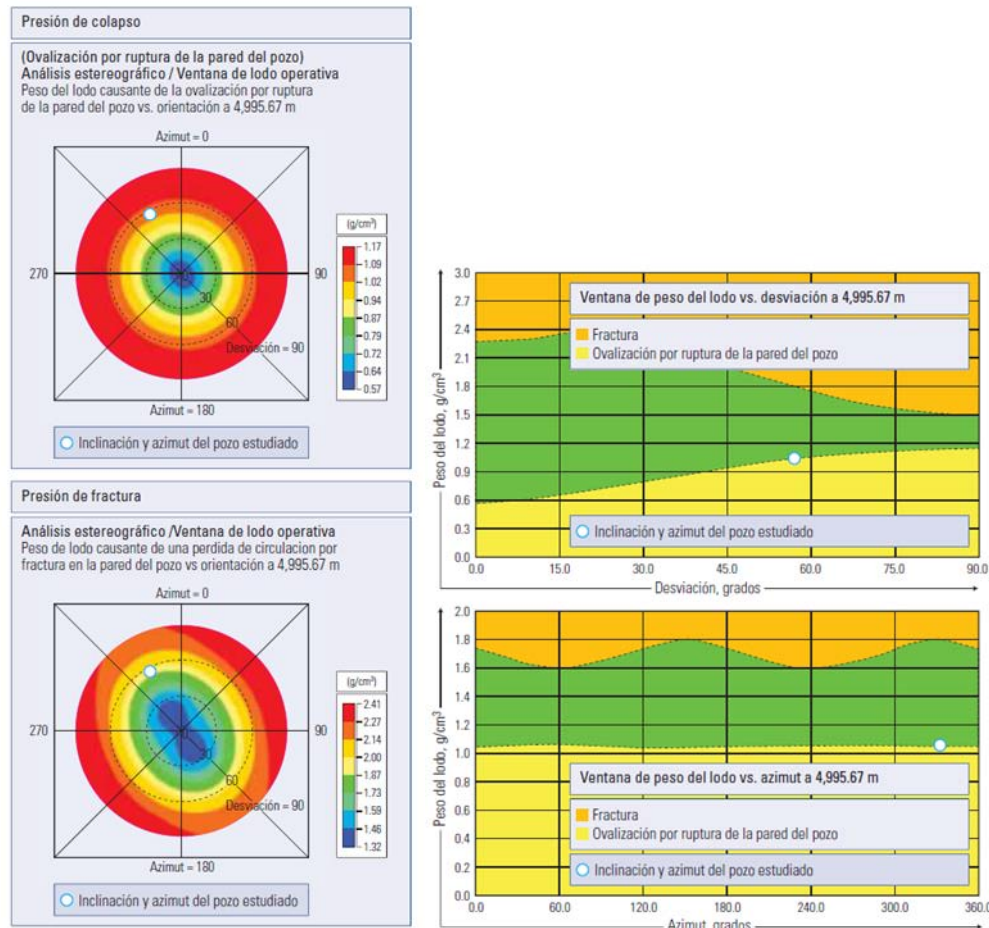 Presión de colapso
(Ovalización por ruptura de la pared del pozo)
Análisis estereográfico / Ventana de lodo operativa
Peso del lodo causante de la ovalización por ruptura
de la pared del pozo vs. orientación a 4,995.67 m
Azimut = 0
270
90
0
30
60
Desviación = 90
Azimut = 180
(g/cm³)
1.17
1.09
1.02
0.94
0.87
0.79
0.72
0.64
0.57
Inclinación y azimut del pozo estudiado
Presión de fractura
Análisis estereográfico /Ventana de lodo operativa
Peso de lodo causante de una perdida de circulacion por
fractura en la pared del pozo vs orientación a 4,995.67 m
Azimut = 0
270
90
0
30
60
Desviación = 90
Azimut = 180
(g/cm³)
2.41
2.27
2.14
2.00
1.87
1.73
1.59
1.46
1.32
Inclinación y azimut del pozo estudiado
Peso del lodo, g/cm³
3.0
2.7
2.4
2.1
1.8
1.5
1.2
0.9
0.6
0.3
0.0
Ventana de peso del lodo vs. desviación a 4,995.67 m
Fractura
Ovalización por ruptura de la pared del pozo
Inclinación y azimut del pozo estudiado
0.0 15.0 30.0 45.0 60.0 75.0 90.0
Desviación, grados
Peso del lodo, g/cm³
2.0
1.8
1.6
1.4
1.2
1.0
0.8
0.6
0.4
0.2
0.0
Ventana de peso del lodo vs. azimut a 4,995.67 m
Fractura
Ovalización por ruptura de la pared del pozo
Inclinación y azimut del pozo estudiado
0.0 60.0 120.0 180.0 240.0 300.0 360.0
Azimut, grados